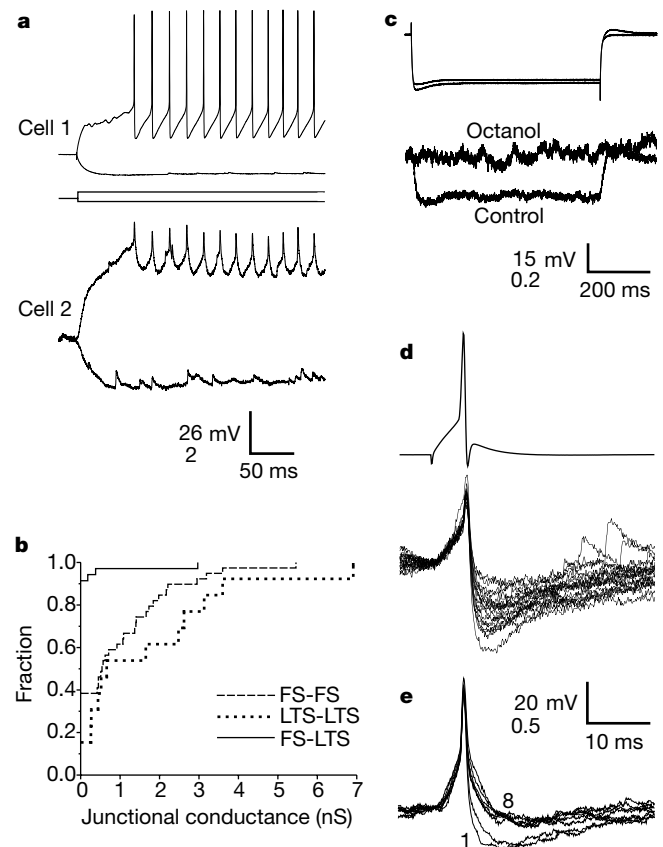 a
Cell 1
Cell 2
26 mV
2
50 ms
b
1.0
0.8
0.6
0.4
0.2
0.0
Fraction
FS-FS
LTS-LTS
FS-LTS
0 1 2 3 4 5 6 7
Junctional conductance (nS)
c
Octanol
Control
15 mV
0.2
200 ms
d
e
20 mV
0.5
10 ms
8
1